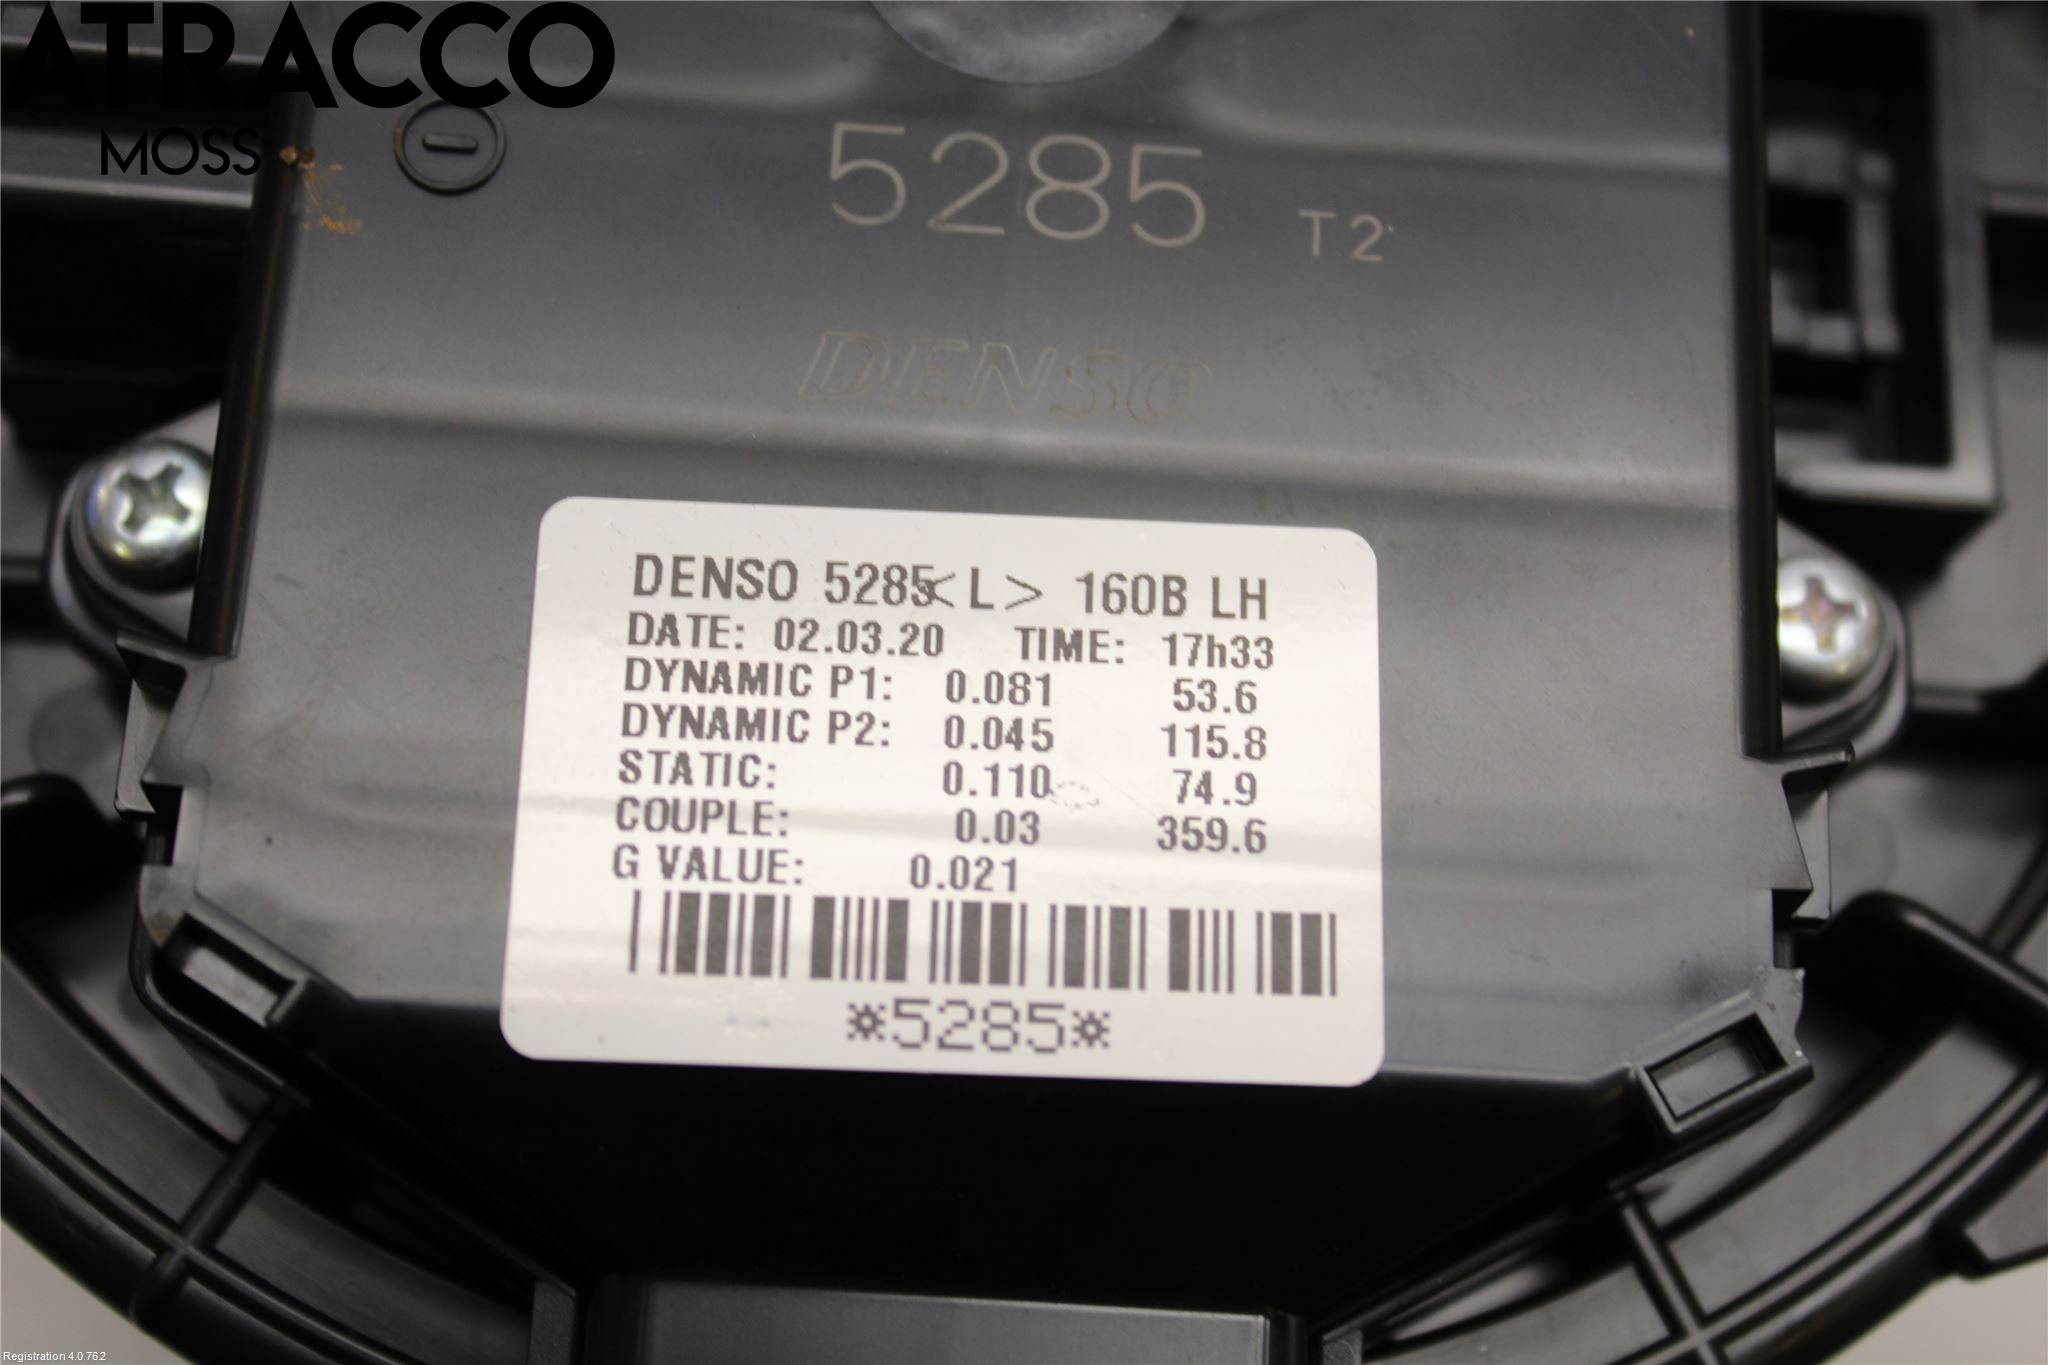 ATRACCO
MOSS
5285 T2
DENSO
DENSO 5285<L> 160B LH
DATE: 02.03.20 TIME: 17h33
DYNAMIC P1: 0.081 53.6
DYNAMIC P2: 0.045 115.8
STATIC: 0.110 74.9
COUPLE: 0.03 359.6
G VALUE: 0.021
*5285*
Registration 4.0.762